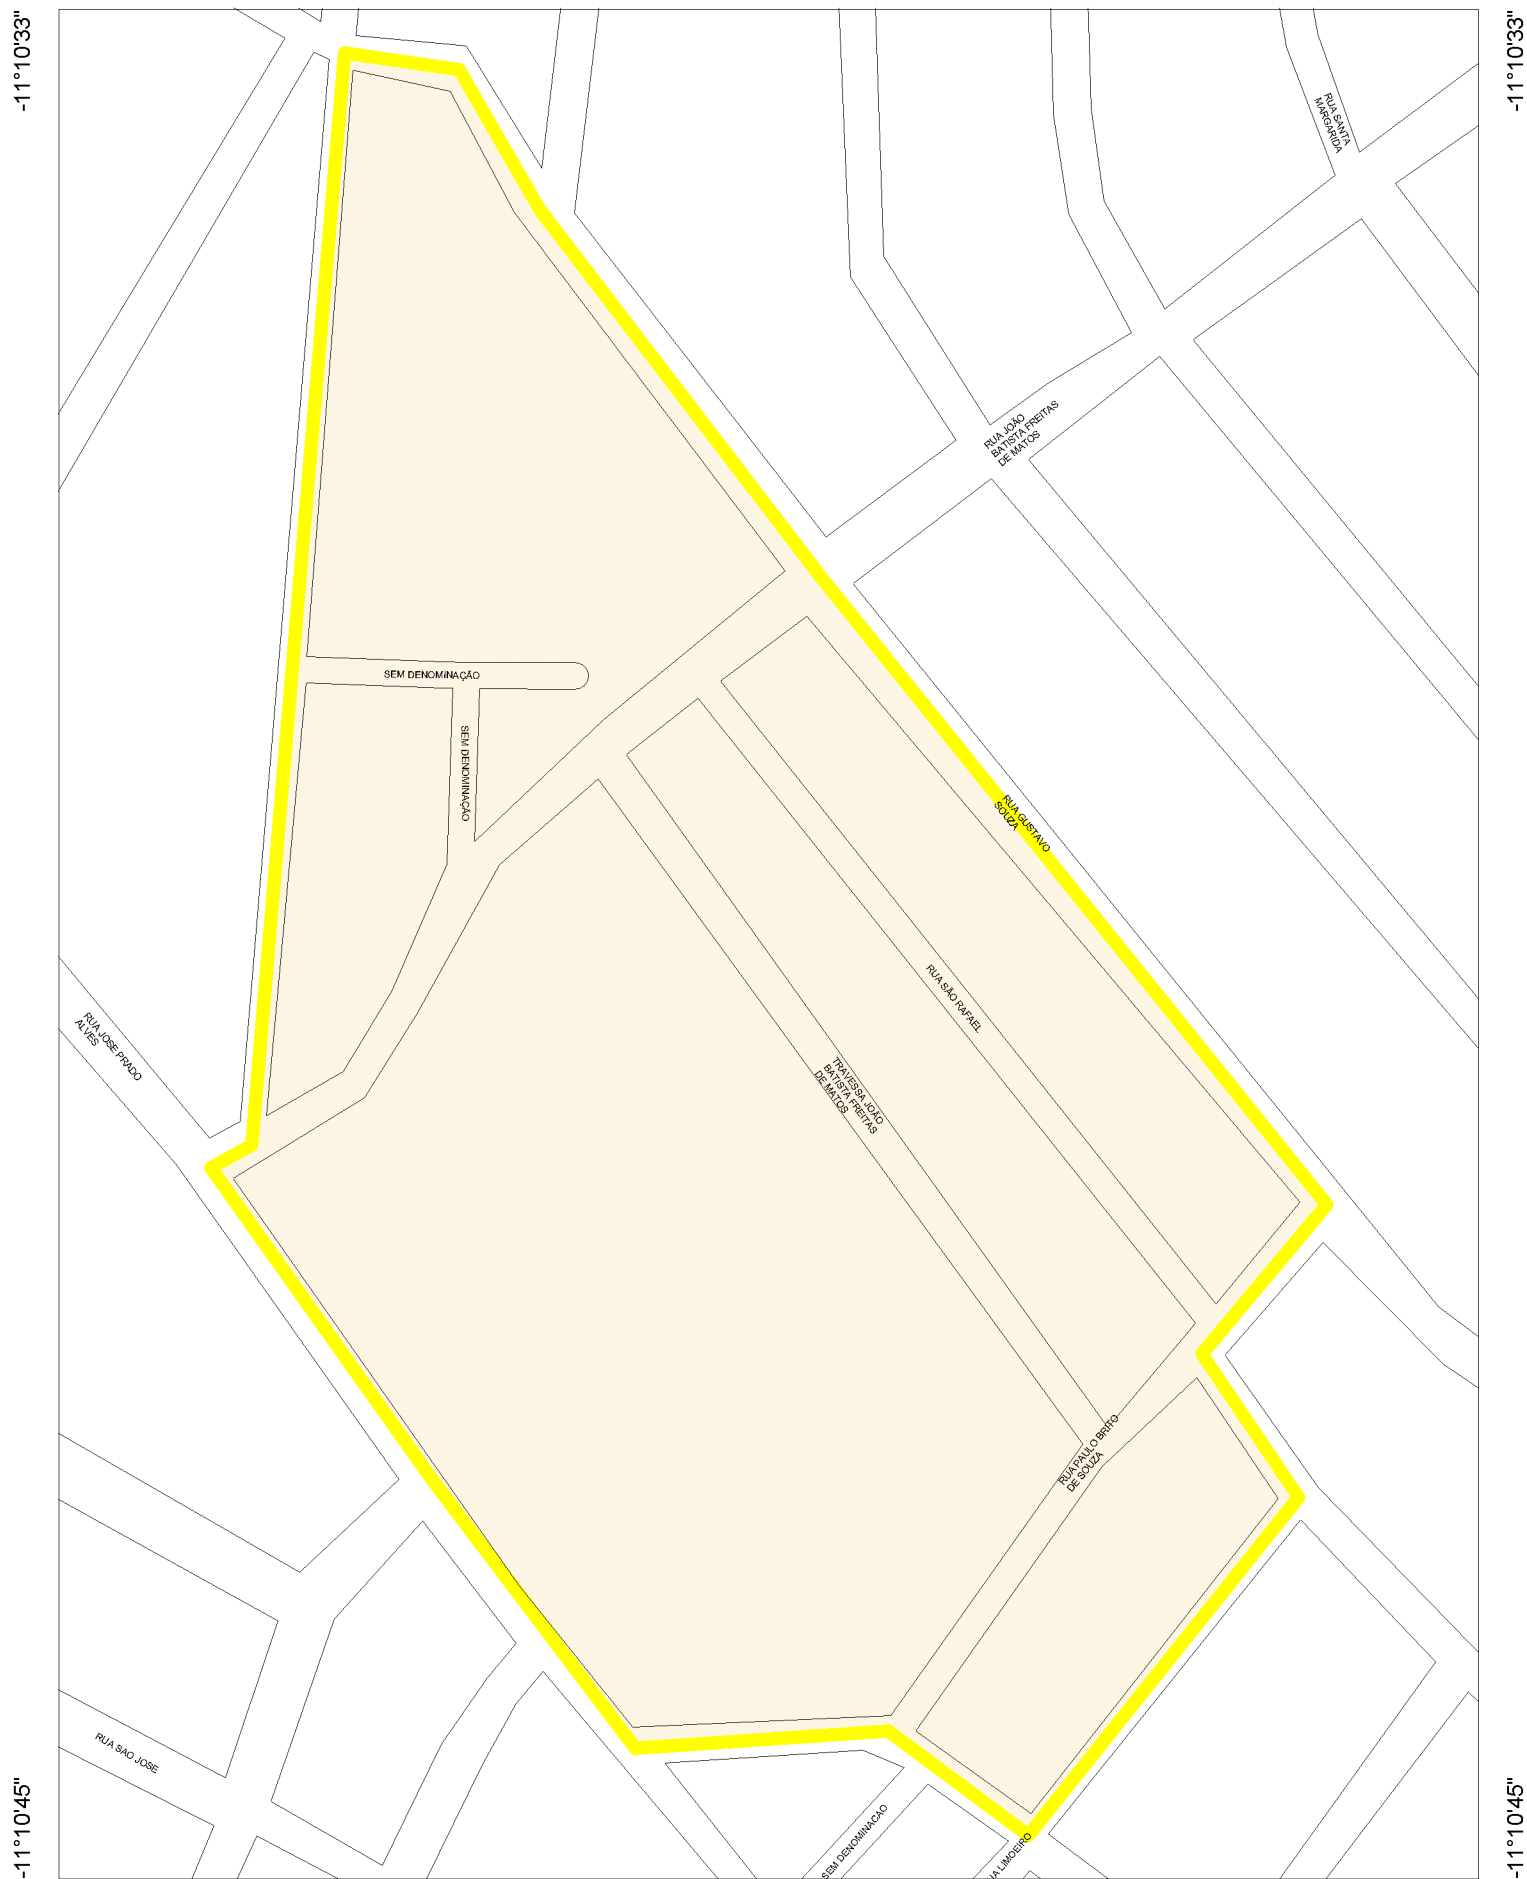 -11°10'33"
-11°10'33"
RUA SANTA
MARGARIDA
RUA JOÃO
BATISTA FREITAS
DE MATOS
SEM DENOMINAÇÃO
SEM DENOMINAÇÃO
RUA GUSTAVO
SOUZA
RUA SÃO RAFAEL
RUA JOSE PRADO
ALVES
TRAVESSA JOÃO
BATISTA FREITAS
DE MATOS
RUA PAULO BRITO
DE SOUZA
RUA SAO JOSE
SEM DENOMINACAO
UA LIMOEIRO
-11°10'45"
-11°10'45"